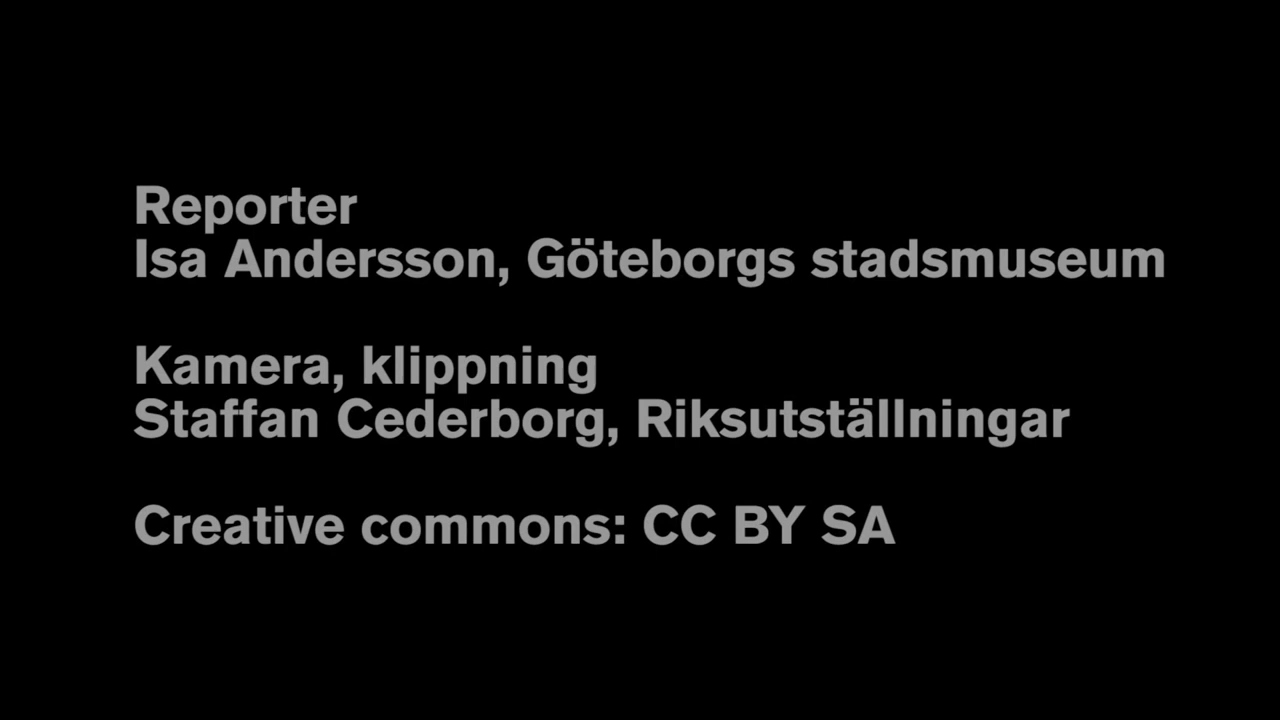 Reporter
Isa Andersson, Göteborgs stadsmuseum
Kamera, klippning
Staffan Cederborg, Riksutställningar
Creative commons: CC BY SA